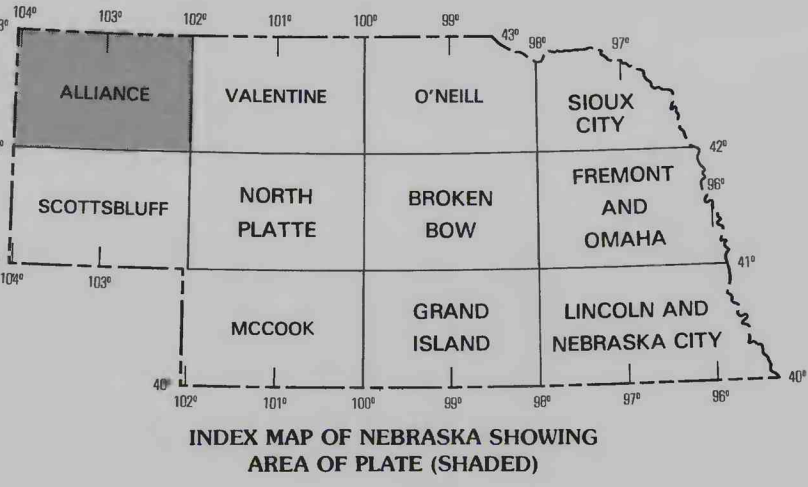 104° 102° 100° 99° 43° 98° 97°
103° 101°
ALLIANCE VALENTINE O'NEILL SIOUX
CITY
42°
SCOTTSBLUFF NORTH
PLATTE BROKEN
BOW FREMONT
AND
OMAHA
96°
41°
104° 103°
MCCOOK GRAND
ISLAND LINCOLN AND
NEBRASKA CITY
40° 40°
102° 101° 100° 99° 98° 97° 96°
INDEX MAP OF NEBRASKA SHOWING
AREA OF PLATE (SHADED)